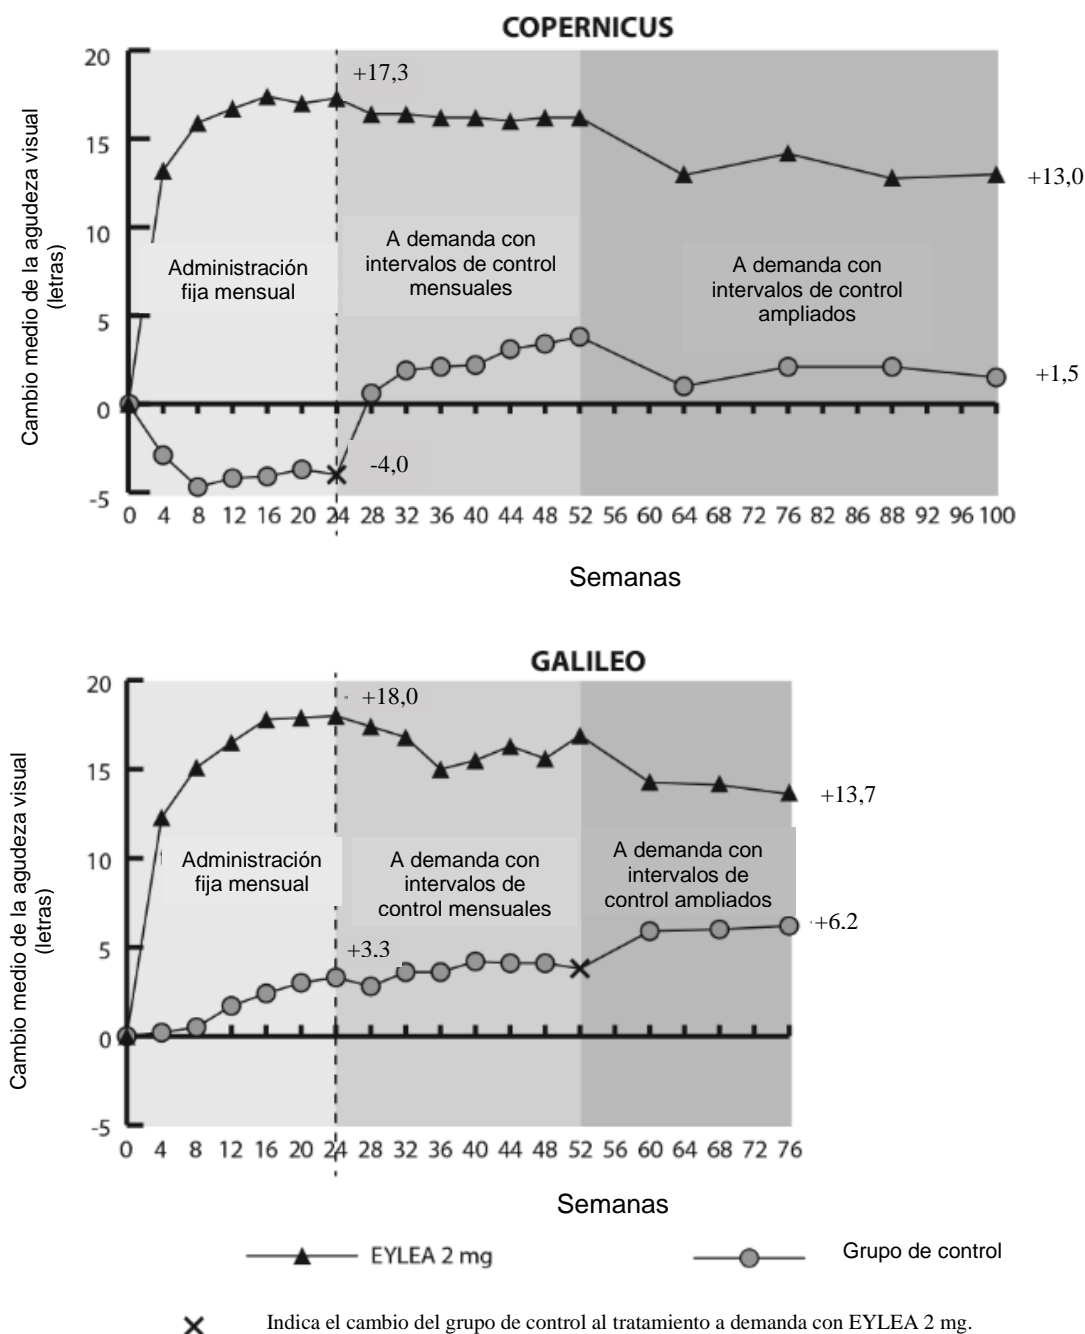 COPERNICUS
Cambio medio de la agudeza visual
(letras)
20
15
10
5
0
-5
+17,3
+13,0
Administración
fija mensual
A demanda con
intervalos de control
mensuales
A demanda con
intervalos de control
ampliados
+1,5
-4,0
0 4 8 12 16 20 24 28 32 36 40 44 48 52 56 60 64 68 72 76 82 86 88 92 96 100
Semanas
GALILEO
Cambio medio de la agudeza visual
(letras)
20
15
10
5
0
-5
+18,0
+13,7
Administración
fija mensual
A demanda con
intervalos de
control mensuales
A demanda con
intervalos de
control ampliados
+3.3
+6.2
0 4 8 12 16 20 24 28 32 36 40 44 48 52 56 60 64 68 72 76
Semanas
EYLEA 2 mg
Grupo de control
Indica el cambio del grupo de control al tratamiento a demanda con EYLEA 2 mg.